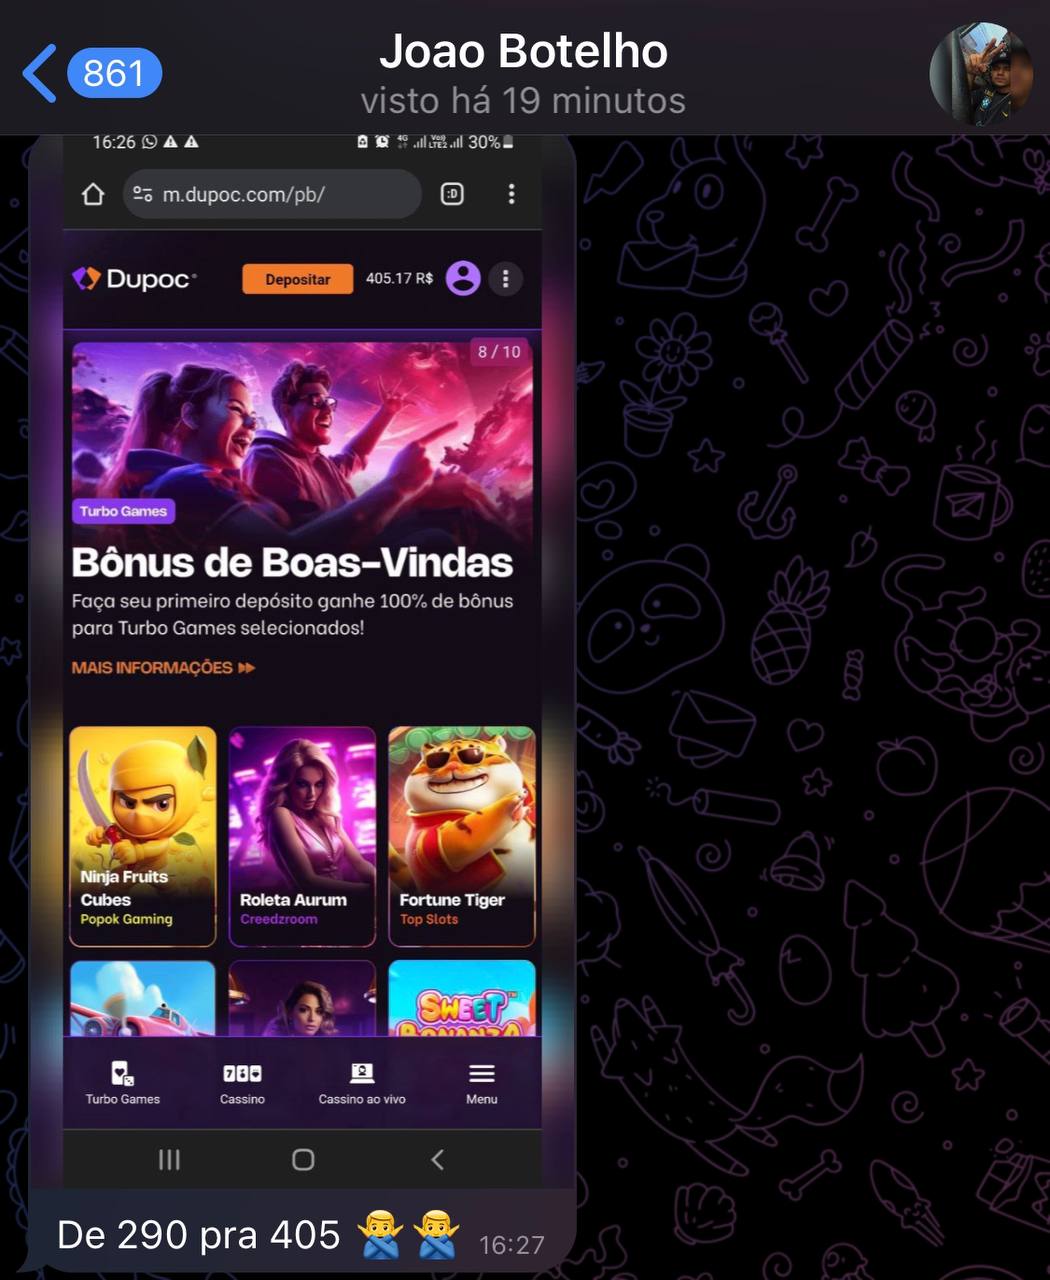 861
Joao Botelho
visto há 19 minutos
16:26 30%
m.dupoc.com/pb/ :D
Dupoc Depositar 405.17 R$
8 / 10
Turbo Games
Bônus de Boas-Vindas
Faça seu primeiro depósito ganhe 100% de bônus
para Turbo Games selecionados!
MAIS INFORMAÇÕES
Ninja Fruits
Cubes
Popok Gaming
Roleta Aurum
Creedzroom
Fortune Tiger
Top Slots
SWEET
BONANZA
Turbo Games
Cassino
Cassino ao vivo
Menu
De 290 pra 405 🙅‍♂️🙅‍♂️ 16:27